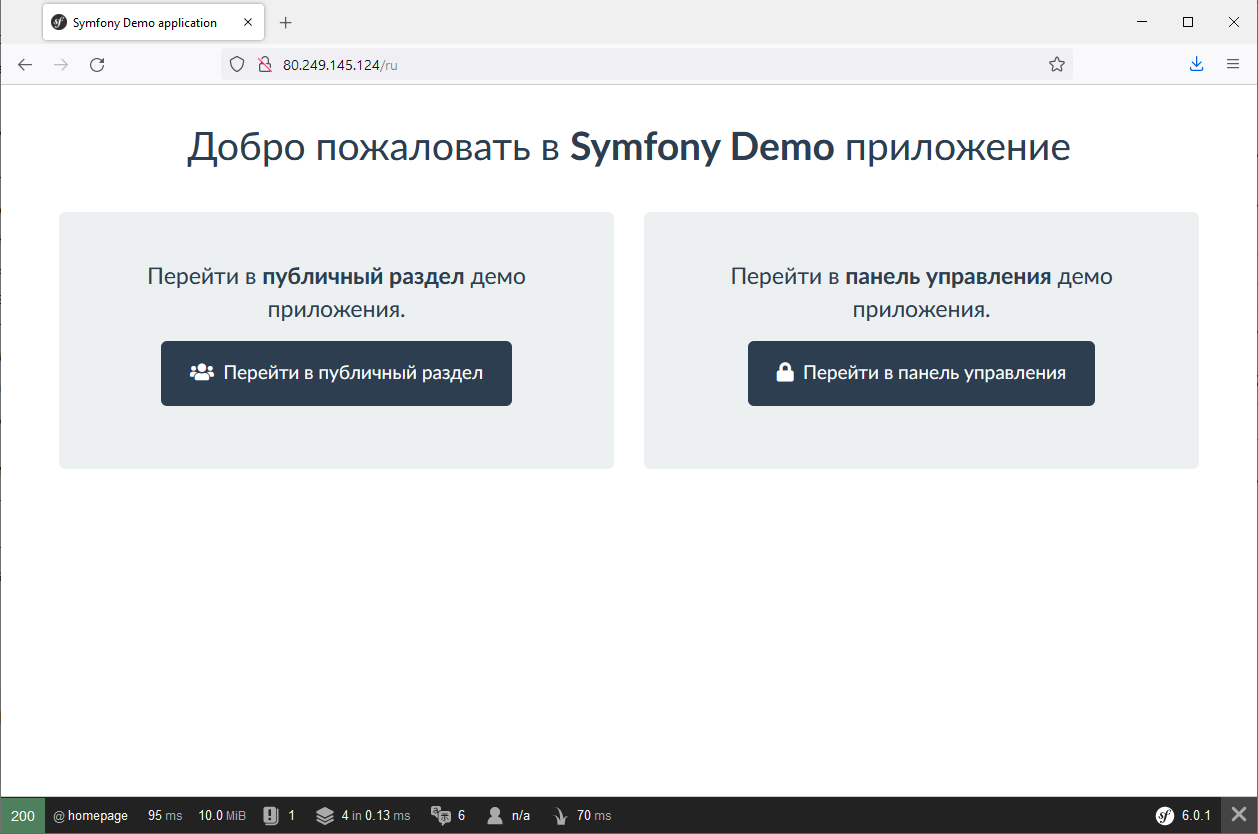 Symfony Demo application
80.249.145.124/ru
Добро пожаловать в Symfony Demo приложение
Перейти в публичный раздел демо
приложения.
Перейти в публичный раздел
Перейти в панель управления демо
приложения.
Перейти в панель управления
200 @ homepage 95 ms 10.0 MiB 1 4 in 0.13 ms 6 n/a 70 ms 6.0.1